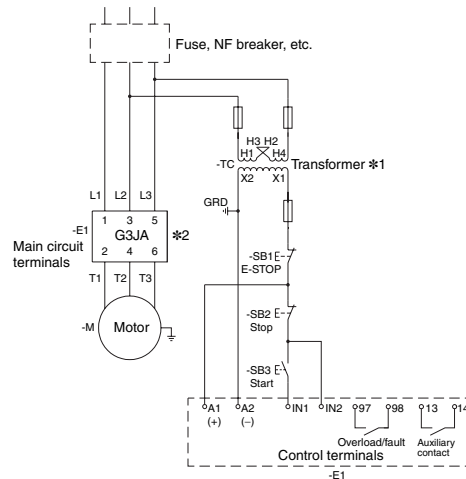 Fuse, NF breaker, etc.
H3 H2
H1 H4
-TC
Transformer ✱1
X2 X1
L1 L2 L3
GRD
-E1
1 3 5
G3JA
✱2
2 4 6
Main circuit
terminals
T1 T2 T3
-M
Motor
-SB1
E-STOP
-SB2
Stop
-SB3
Start
A1 A2 IN1 IN2 97 98 13 14
(+) (−)
Overload/fault
Auxiliary
contact
Control terminals
-E1